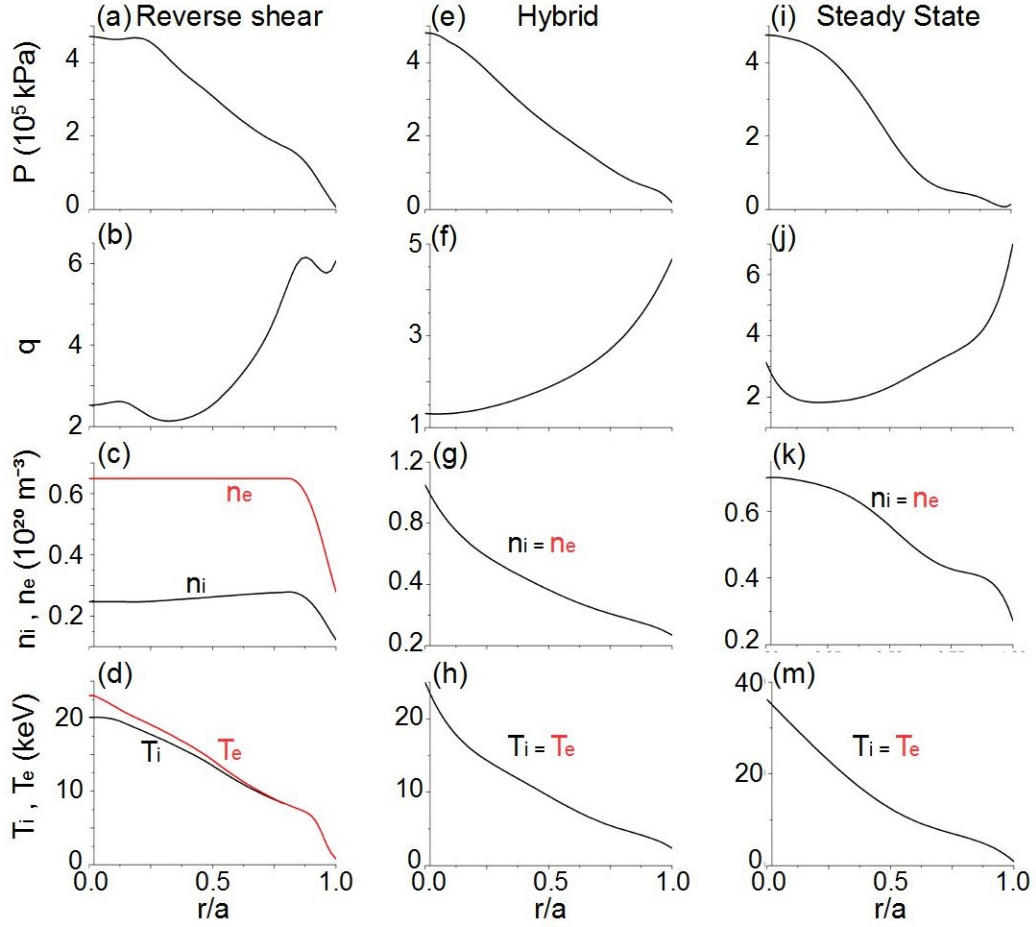 (a) Reverse shear
(e) Hybrid
(i) Steady State
P (10⁵ kPa)
4
2
0
4
2
0
4
2
0
(b)
(f)
(j)
q
6
4
2
5
3
1
6
4
2
(c)
(g)
(k)
nᵢ , nₑ (10²⁰ m⁻³)
0.6
0.4
0.2
nₑ
nᵢ
1.2
0.8
0.4
0.2
nᵢ = nₑ
0.6
0.4
0.2
nᵢ = nₑ
(d)
(h)
(m)
Tᵢ , Tₑ (keV)
20
10
0
Tᵢ
Tₑ
20
10
0
Tᵢ = Tₑ
40
20
0
Tᵢ = Tₑ
0.0 0.5 1.0
0.0 0.5 1.0
0.0 0.5 1.0
r/a
r/a
r/a